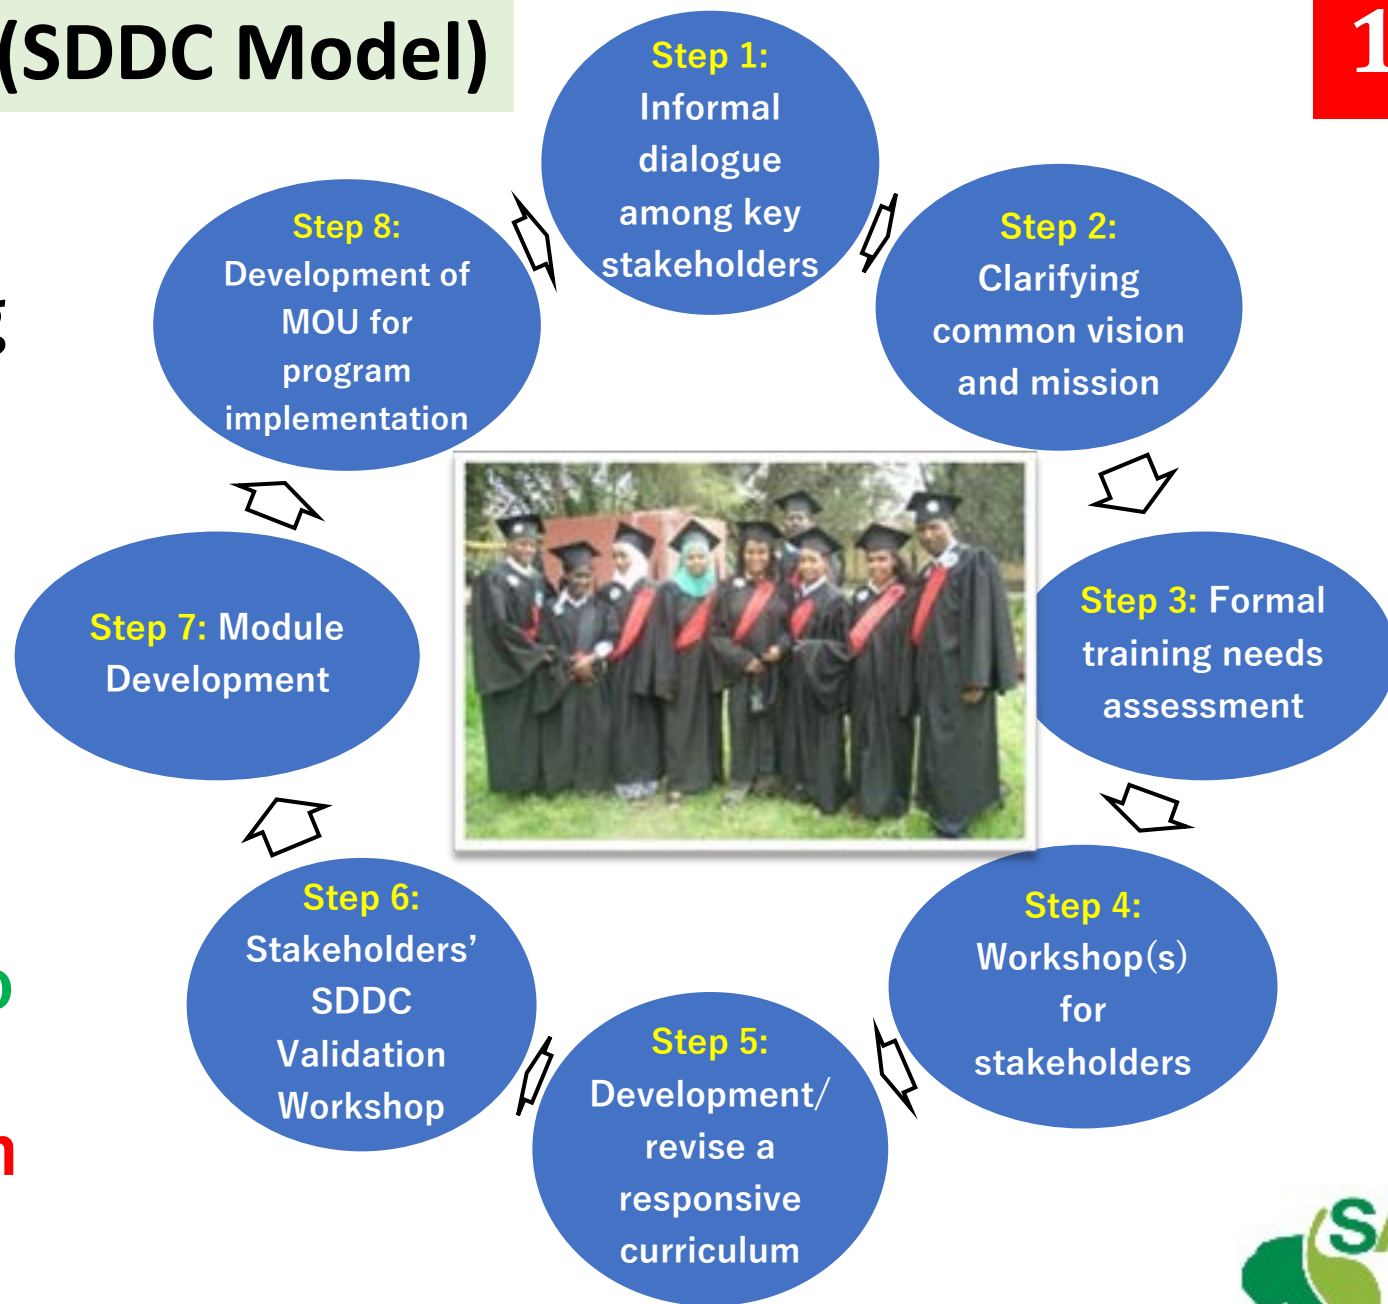 (SDDC Model)
1
Step 1:
Informal
dialogue
among key
stakeholders
Step 2:
Clarifying
common vision
and mission
Step 3: Formal
training needs
assessment
Step 4:
Workshop(s)
for
stakeholders
Step 5:
Development/
revise a
responsive
curriculum
Step 6:
Stakeholders’
SDDC
Validation
Workshop
Step 7: Module
Development
Step 8:
Development of
MOU for
program
implementation